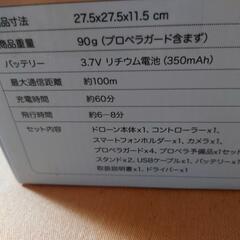 品寸法 27.5x27.5x11.5 cm
商品重量 90g(プロペラガード含まず)
バッテリー 3.7V リチウム電池 (350mAh)
最大通信距離 約100m
充電時間 約60分
飛行時間 約6–8分
セット内容 ドローン本体x1、コントローラーx1、
スマートフォンホルダーx1、カメラx1、
プロペラガードx4、プロペラ予備品x1セット
スタンドx2、USBケーブルx1、バッテリーx1
取扱説明書x1、ドライバーx1